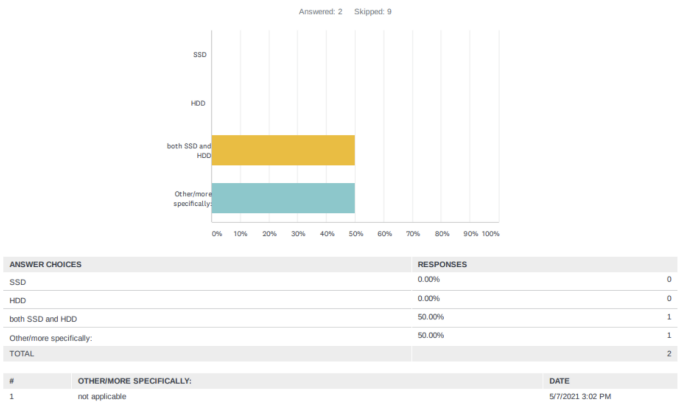 Answered: 2 Skipped: 9
SSD
HDD
both SSD and
HDD
Other/more
specifically:
0% 10% 20% 30% 40% 50% 60% 70% 80% 90% 100%
ANSWER CHOICES RESPONSES
SSD 0.00% 0
HDD 0.00% 0
both SSD and HDD 50.00% 1
Other/more specifically: 50.00% 1
TOTAL 2
# OTHER/MORE SPECIFICALLY: DATE
1 not applicable 5/7/2021 3:02 PM